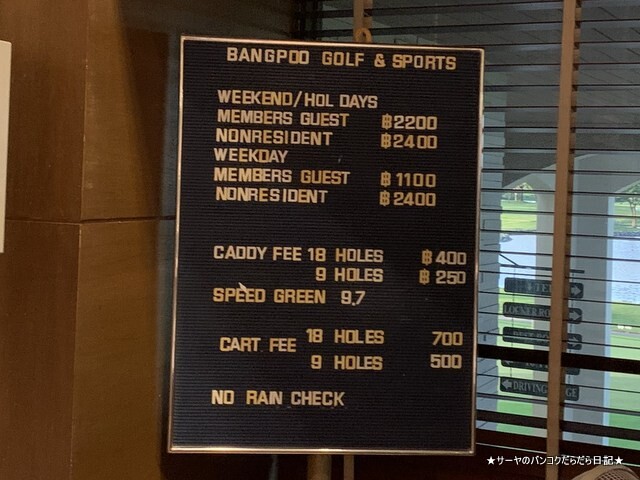 BANGPOO GOLF & SPORTS
WEEKEND/HOL DAYS
MEMBERS GUEST ฿2200
NONRESIDENT ฿2400
WEEKDAY
MEMBERS GUEST ฿1100
NONRESIDENT ฿2400
CADDY FEE 18 HOLES ฿400
9 HOLES ฿250
SPEED GREEN 9.7
CART FEE 18 HOLES 700
9 HOLES 500
NO RAIN CHECK
DRIVING
★サーヤのバンコクだらだら日記★